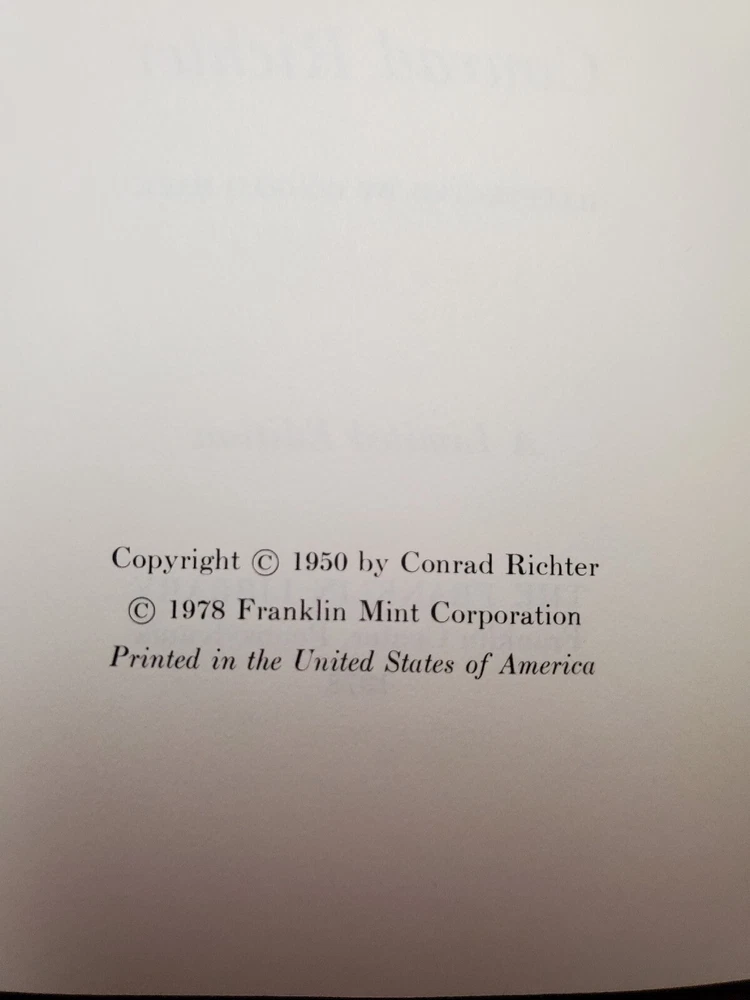 Copyright © 1950 by Conrad Richter
© 1978 Franklin Mint Corporation
Printed in the United States of America